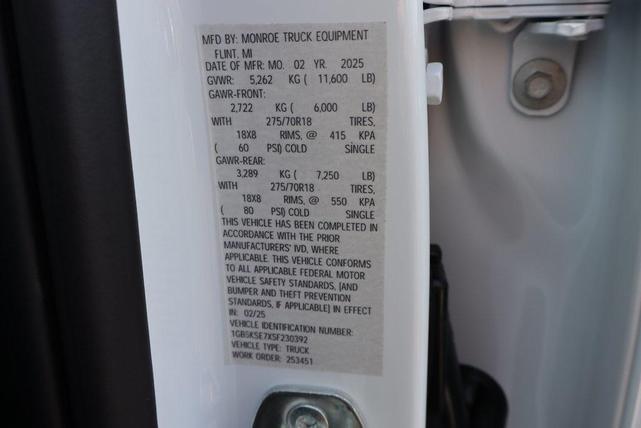 MFD BY: MONROE TRUCK EQUIPMENT
FLINT, MI
DATE OF MFR: MO. 02 YR. 2025
GVWR: 5,262 KG ( 11,600 LB)
GAWR-FRONT:
2,722 KG ( 6,000 LB)
WITH 275/70R18 TIRES,
18X8 RIMS, @ 415 KPA
( 60 PSI) COLD SINGLE
GAWR-REAR:
3,289 KG ( 7,250 LB)
WITH 275/70R18 TIRES,
18X8 RIMS, @ 550 KPA
( 80 PSI) COLD SINGLE
THIS VEHICLE HAS BEEN COMPLETED IN
ACCORDANCE WITH THE PRIOR
MANUFACTURERS' IVD, WHERE
APPLICABLE. THIS VEHICLE CONFORMS
TO ALL APPLICABLE FEDERAL MOTOR
VEHICLE SAFETY STANDARDS, [AND
BUMPER AND THEFT PREVENTION
STANDARDS, IF APPLICABLE] IN EFFECT
IN: 02/25
VEHICLE IDENTIFICATION NUMBER:
1GB5KSE7XSF230392
VEHICLE TYPE: TRUCK
WORK ORDER: 253451